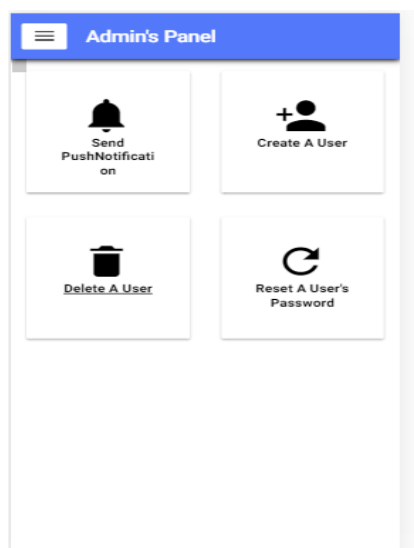 Admin's Panel
Send
PushNotificati
on
Create A User
Delete A User
Reset A User's
Password